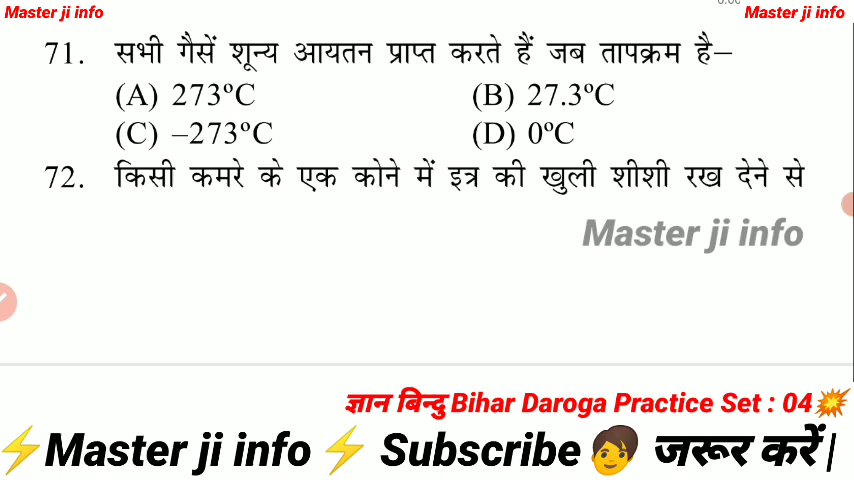 Master ji info Master ji info
71. सभी गैसें शून्य आयतन प्राप्त करते हैं जब तापक्रम है–
(A) 273ºC (B) 27.3ºC
(C) –273ºC (D) 0ºC
72. किसी कमरे के एक कोने में इत्र की खुली शीशी रख देने से
Master ji info
ज्ञान बिन्दु Bihar Daroga Practice Set : 04💥
⚡Master ji info ⚡ Subscribe 🧑 जरूर करें|